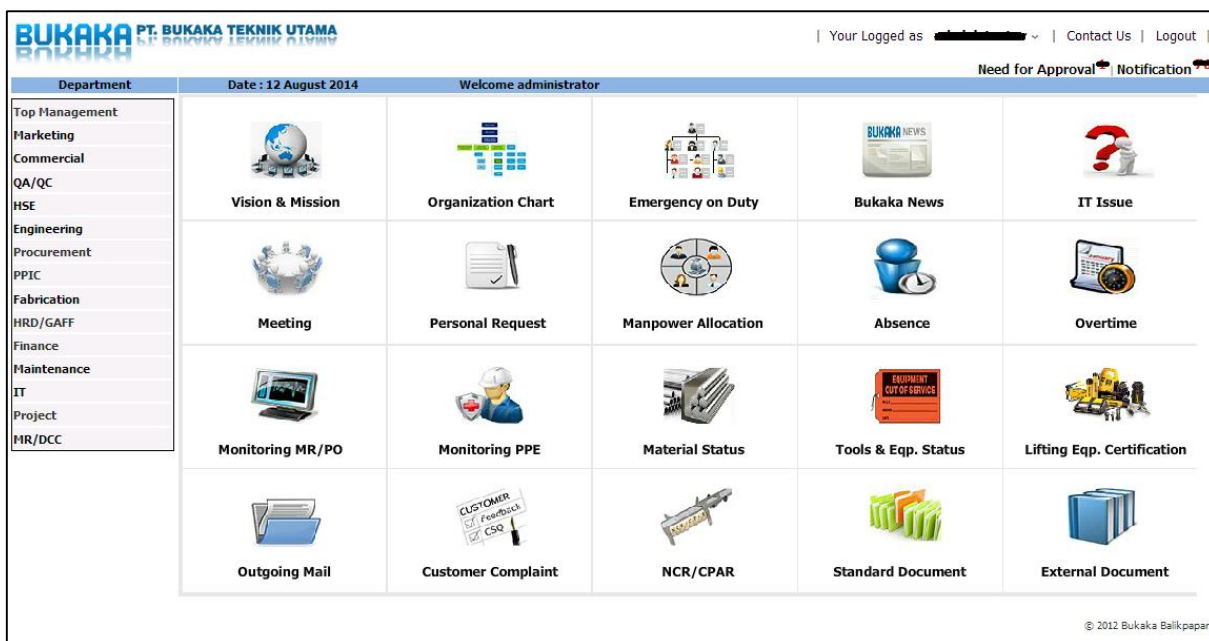 BUKAKA PT. BUKAKA TEKNIK UTAMA
| Your Logged as | Contact Us | Logout |
Need for Approval | Notification
Department Date : 12 August 2014 Welcome administrator
Top Management
Marketing
Commercial
QA/QC
HSE
Engineering
Procurement
PPIC
Fabrication
HRD/GAFF
Finance
Maintenance
IT
Project
MR/DCC
BUKAKA NEWS
Vision & Mission Organization Chart Emergency on Duty Bukaka News IT Issue
January
Meeting Personal Request Manpower Allocation Absence Overtime
EQUIPMENT
OUT OF SERVICE
Monitoring MR/PO Monitoring PPE Material Status Tools & Eqp. Status Lifting Eqp. Certification
CUSTOMER
Feedback
CSQ
NCR/CPAR
Outgoing Mail Customer Complaint NCR/CPAR Standard Document External Document
© 2012 Bukaka Balikpapan